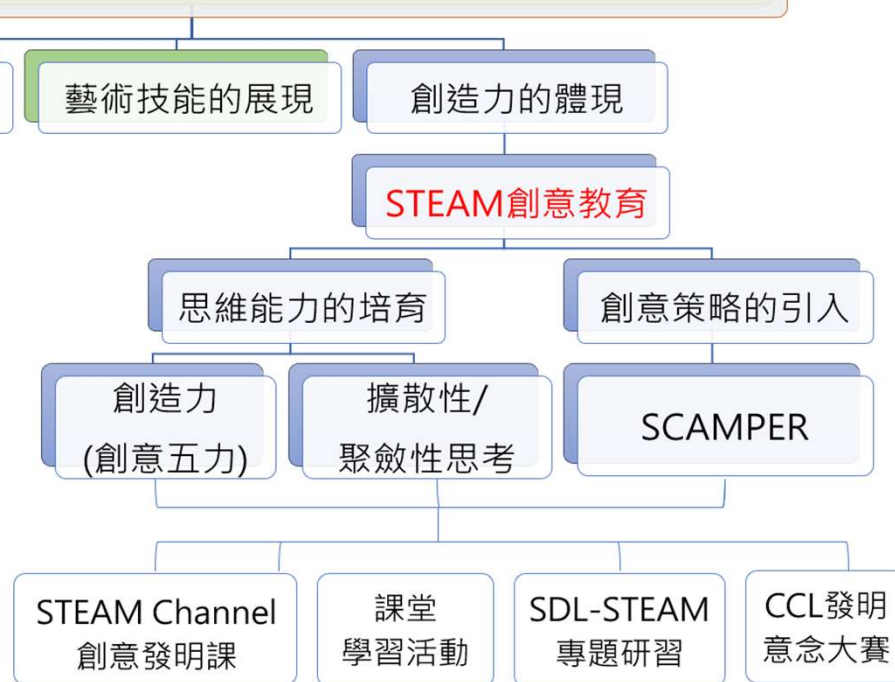 藝術技能的展現
創造力的體現
STEAM創意教育
思維能力的培育
創意策略的引入
創造力
(創意五力)
擴散性/
聚斂性思考
SCAMPER
STEAM Channel
創意發明課
課堂
學習活動
SDL-STEAM
專題研習
CCL發明
意念大賽